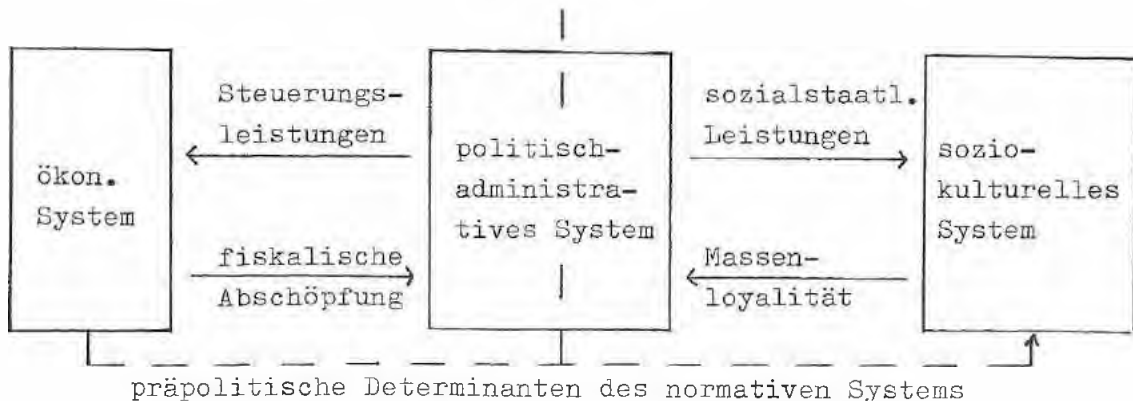 ökon.
System
Steuerungs-
leistungen
fiskalische
Abschöpfung
politisch-
administra-
tives System
sozialstaatl.
Leistungen
Massen-
loyalität
sozio-
kulturelles
System
präpolitische Determinanten des normativen Systems